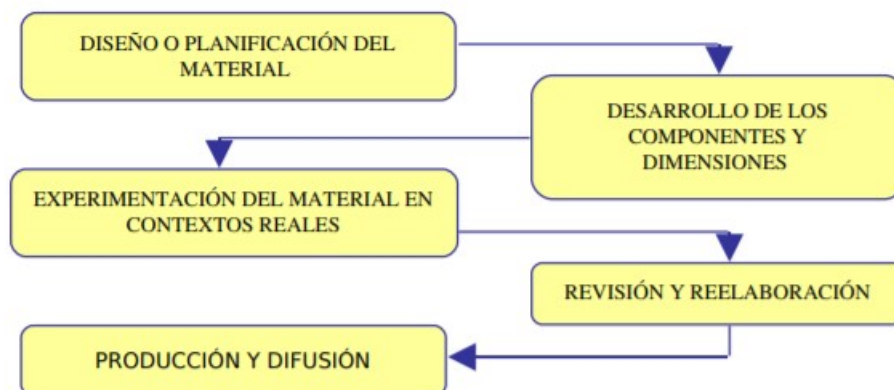 DISEÑO O PLANIFICACIÓN DEL
MATERIAL
DESARROLLO DE LOS
COMPONENTES Y
DIMENSIONES
EXPERIMENTACIÓN DEL MATERIAL EN
CONTEXTOS REALES
REVISIÓN Y REELABORACIÓN
PRODUCCIÓN Y DIFUSIÓN